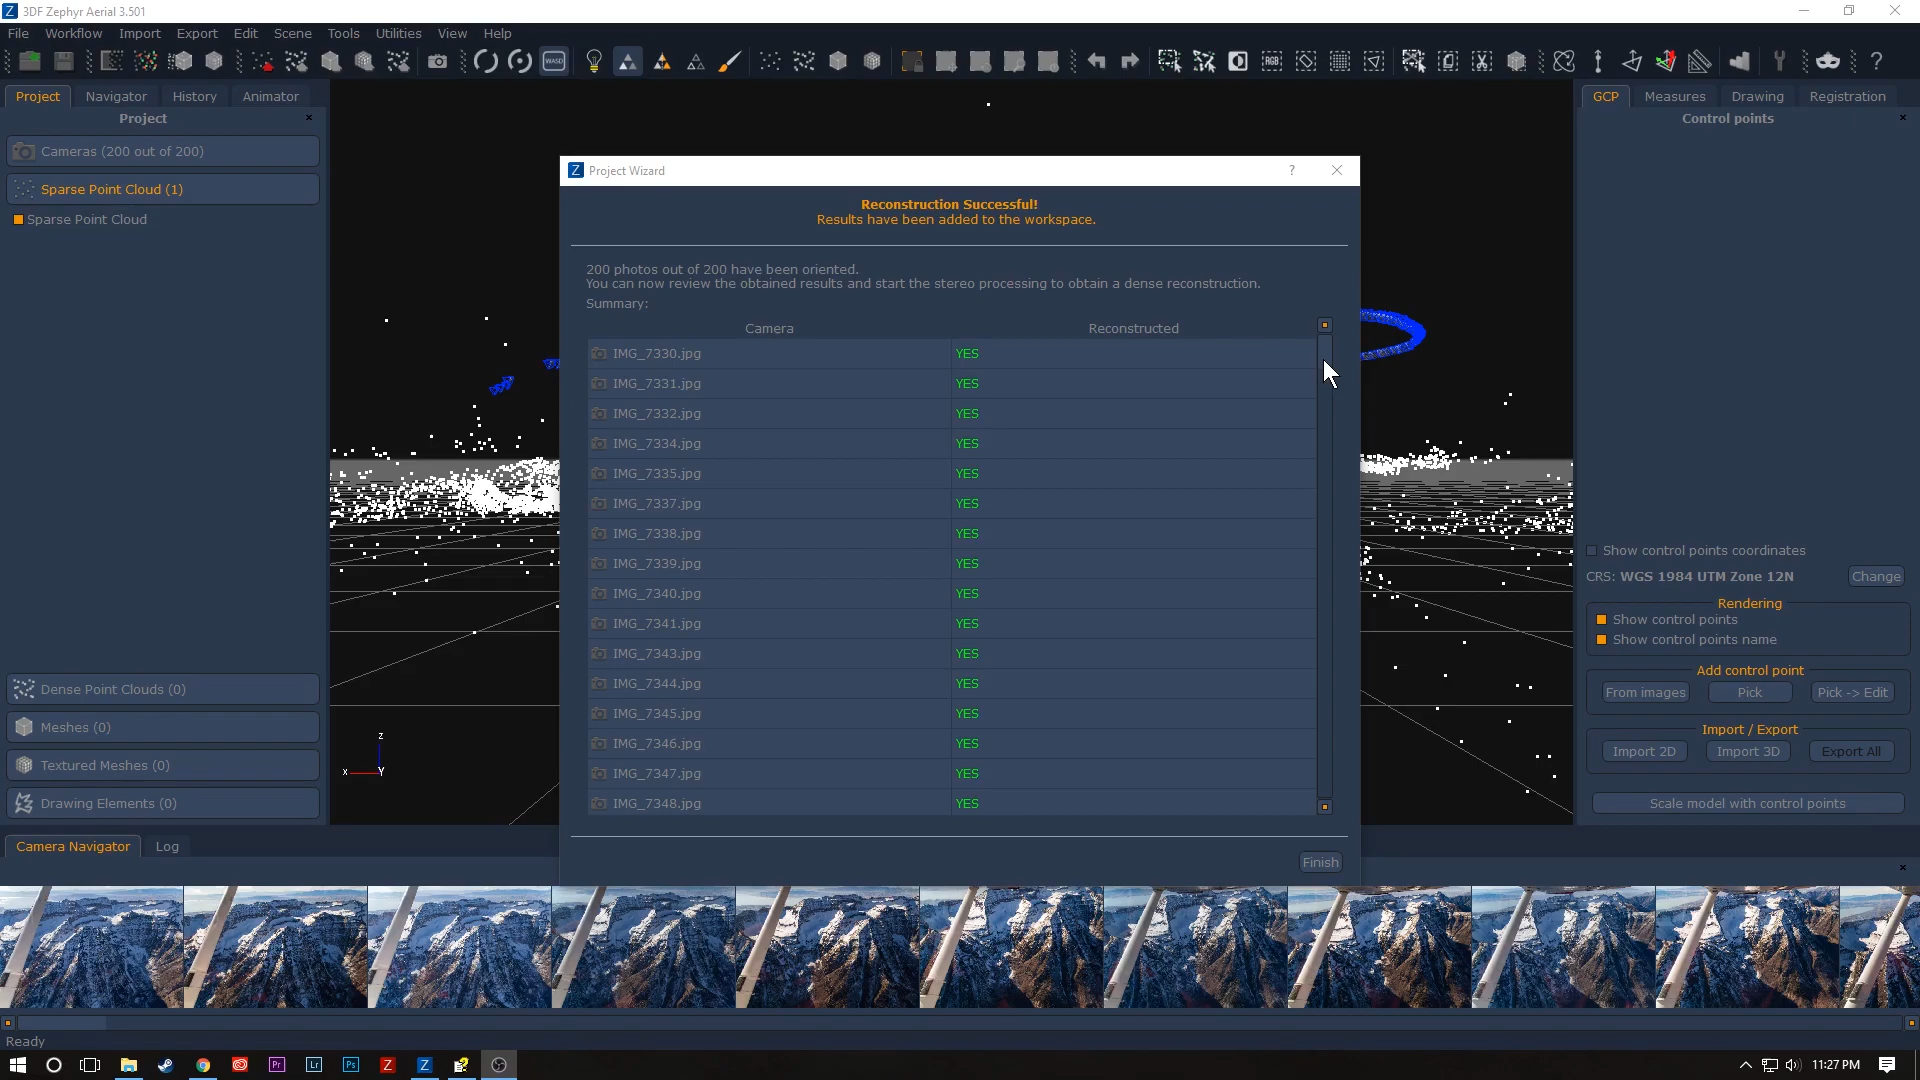 3DF Zephyr Aerial 3.501
File Workflow Import Export Edit Scene Tools Utilities View Help
WASD
RGB
Project Navigator History Animator
Project
Cameras (200 out of 200)
Sparse Point Cloud (1)
Sparse Point Cloud
Dense Point Clouds (0)
Meshes (0)
Textured Meshes (0)
Drawing Elements (0)
z
x
Y
Project Wizard
Reconstruction Successful!
Results have been added to the workspace.
200 photos out of 200 have been oriented.
You can now review the obtained results and start the stereo processing to obtain a dense reconstruction.
Summary:
Camera Reconstructed
IMG_7330.jpg YES
IMG_7331.jpg YES
IMG_7332.jpg YES
IMG_7334.jpg YES
IMG_7335.jpg YES
IMG_7337.jpg YES
IMG_7338.jpg YES
IMG_7339.jpg YES
IMG_7340.jpg YES
IMG_7341.jpg YES
IMG_7343.jpg YES
IMG_7344.jpg YES
IMG_7345.jpg YES
IMG_7346.jpg YES
IMG_7347.jpg YES
IMG_7348.jpg YES
Finish
GCP Measures Drawing Registration
Control points
Show control points coordinates
CRS: WGS 1984 UTM Zone 12N Change
Rendering
Show control points
Show control points name
Add control point
From images Pick Pick -> Edit
Import / Export
Import 2D Import 3D Export All
Scale model with control points
Camera Navigator Log
Ready
Pr Lr Ps Z Z
11:27 PM